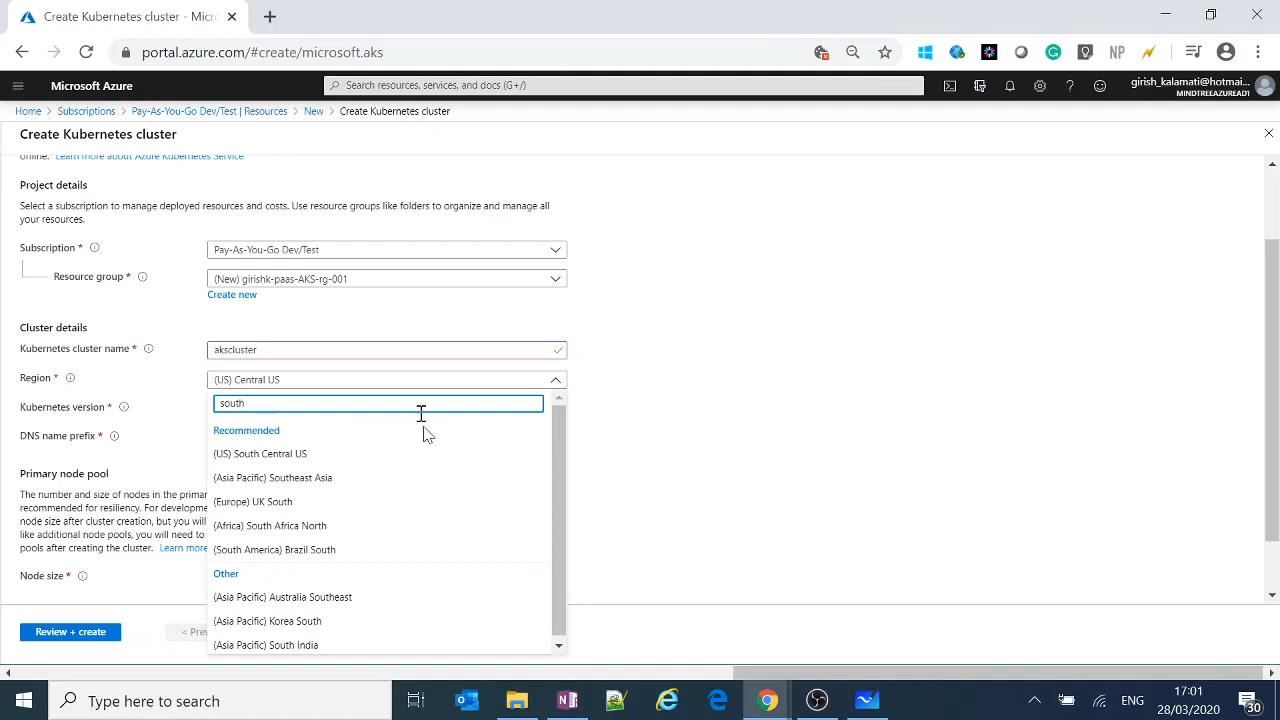 Create Kubernetes cluster - Micro
portal.azure.com/#create/microsoft.aks
Microsoft Azure
Search resources, services, and docs (G+/)
girish_kalamati@hotmai...
MINDTREEAZUREAD1
Home > Subscriptions > Pay-As-You-Go Dev/Test | Resources > New > Create Kubernetes cluster
Create Kubernetes cluster
online. Learn more about Azure Kubernetes Service
Project details
Select a subscription to manage deployed resources and costs. Use resource groups like folders to organize and manage all
your resources.
Subscription *
Pay-As-You-Go Dev/Test
Resource group *
(New) girishk-paas-AKS-rg-001
Create new
Cluster details
Kubernetes cluster name *
akscluster
Region *
(US) Central US
south
Kubernetes version *
Recommended
DNS name prefix *
(US) South Central US
Primary node pool
(Asia Pacific) Southeast Asia
The number and size of nodes in the primar
(Europe) UK South
recommended for resiliency. For developme
node size after cluster creation, but you will
(Africa) South Africa North
like additional node pools, you will need to
pools after creating the cluster. Learn more
(South America) Brazil South
Node size *
Other
(Asia Pacific) Australia Southeast
(Asia Pacific) Korea South
(Asia Pacific) South India
Review + create
< Prev
Type here to search
ENG
17:01
28/03/2020
30
NP